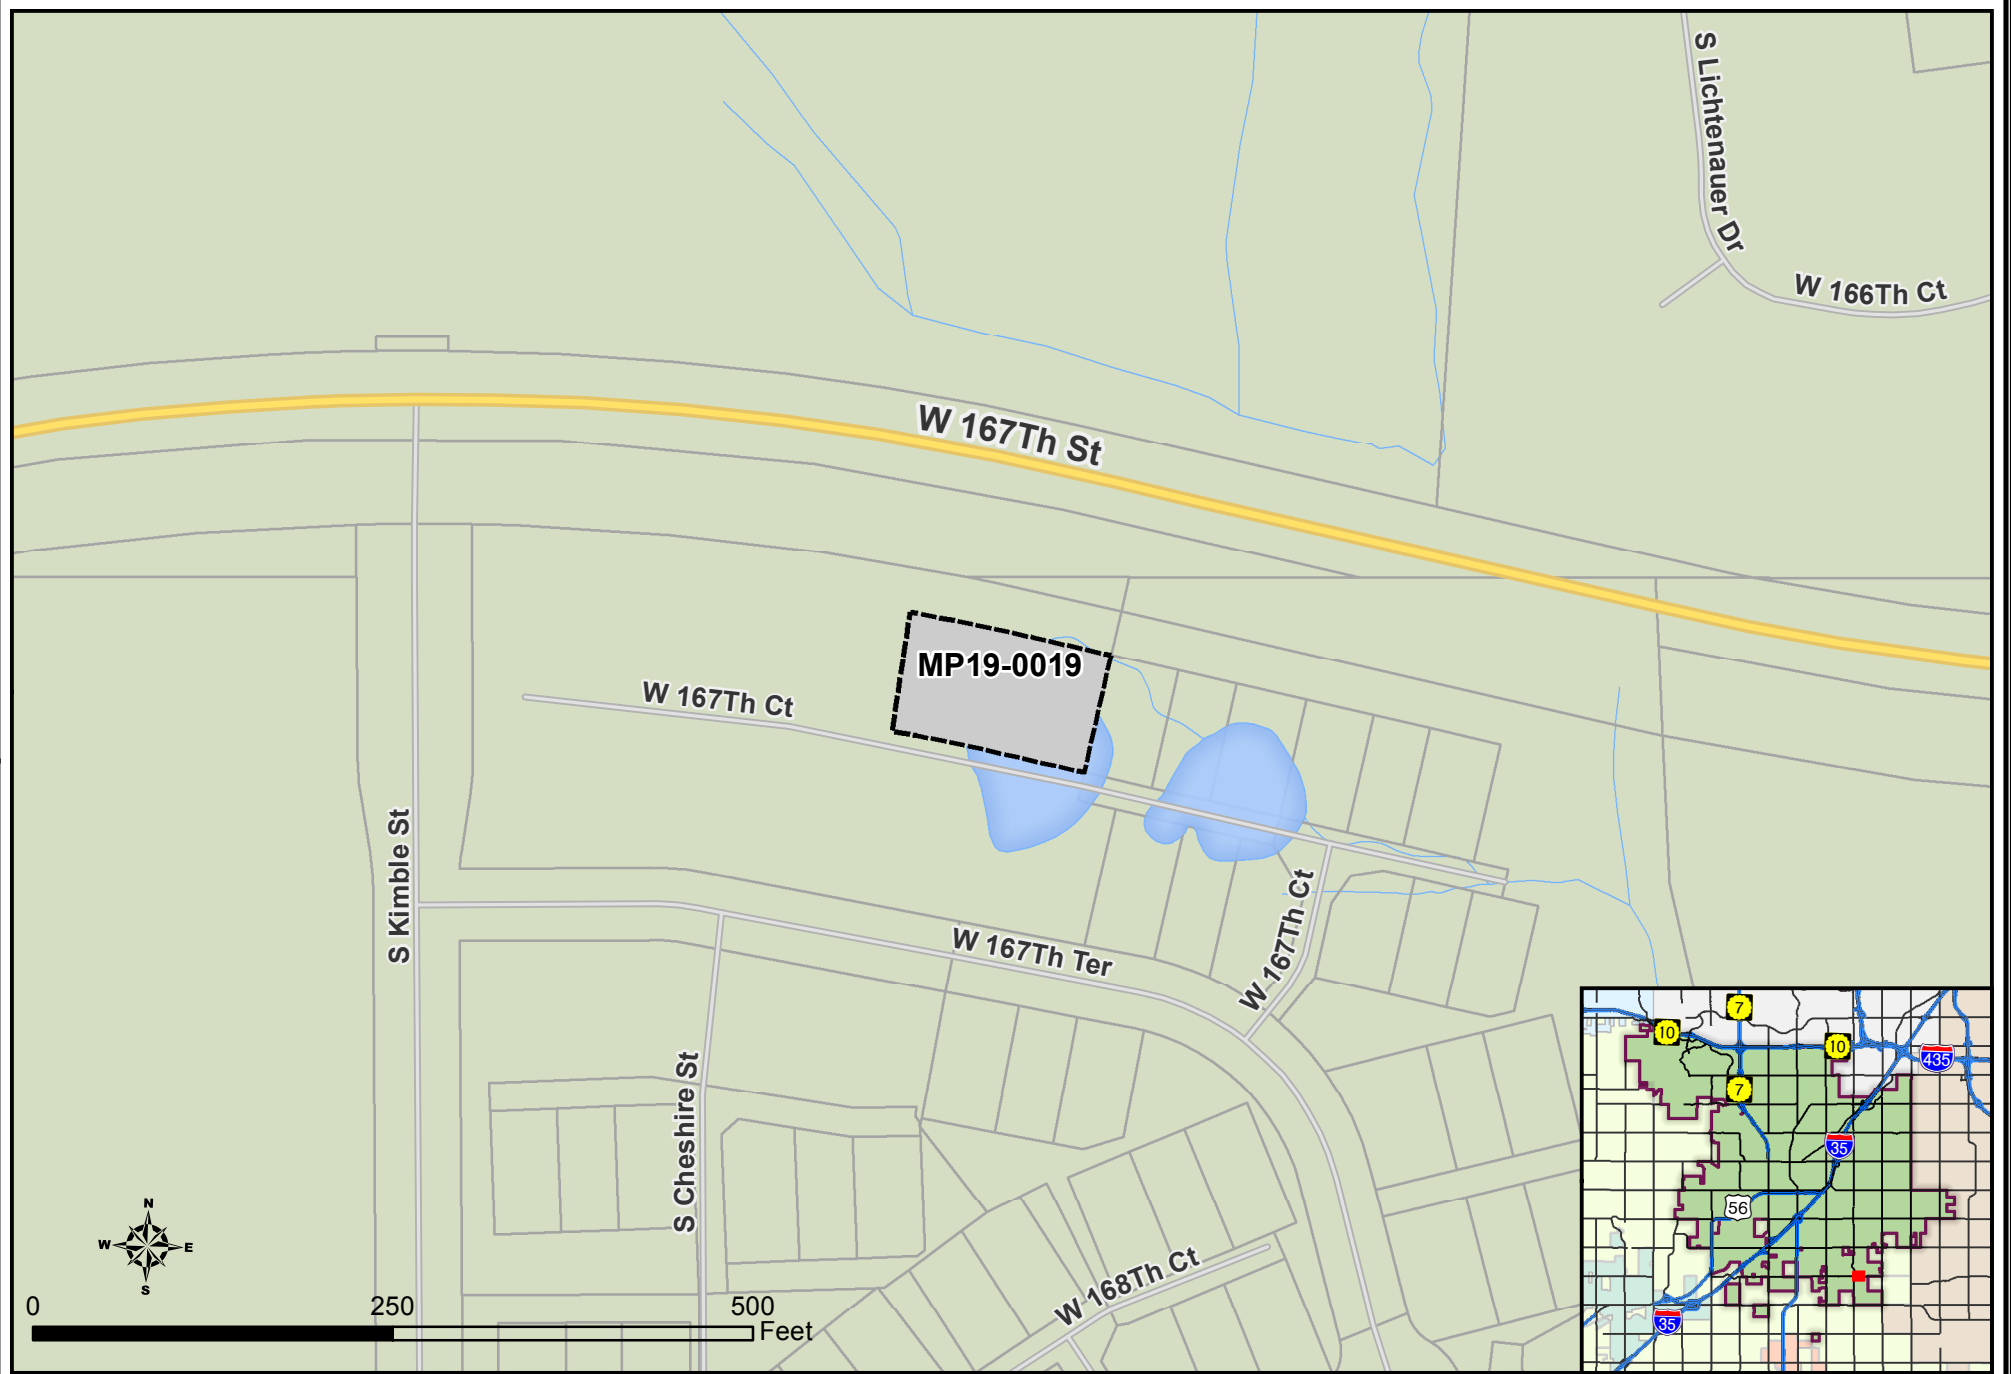 S Lichtenauer Dr
W 166Th Ct
W 167Th St
MP19-0019
W 167Th Ct
S Kimble St
W 167Th Ct
W 167Th Ter
S Cheshire St
W 168Th Ct
N
W E
S
0 250 500
Feet
7
10
10
435
7
35
56
35